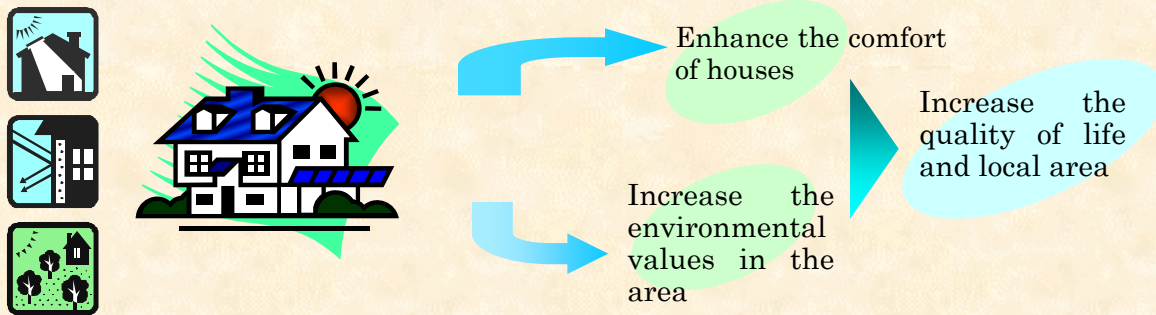 Enhance the comfort
of houses
Increase the
quality of life
and local area
Increase the
environmental
values in the
area